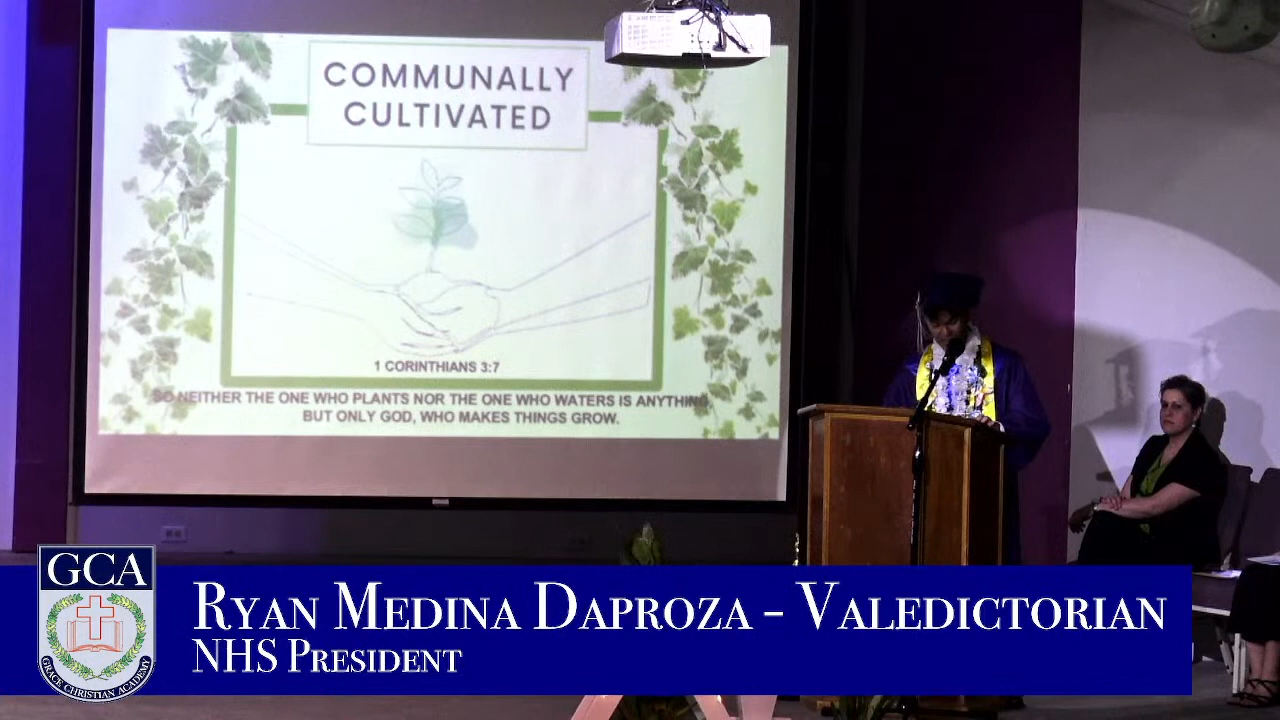 COMMUNALLY
CULTIVATED
1 CORINTHIANS 3:7
SO NEITHER THE ONE WHO PLANTS NOR THE ONE WHO WATERS IS ANYTHING
BUT ONLY GOD, WHO MAKES THINGS GROW.
GCA
GRACE CHRISTIAN ACADEMY
Ryan Medina Daproza - Valedictorian
NHS President